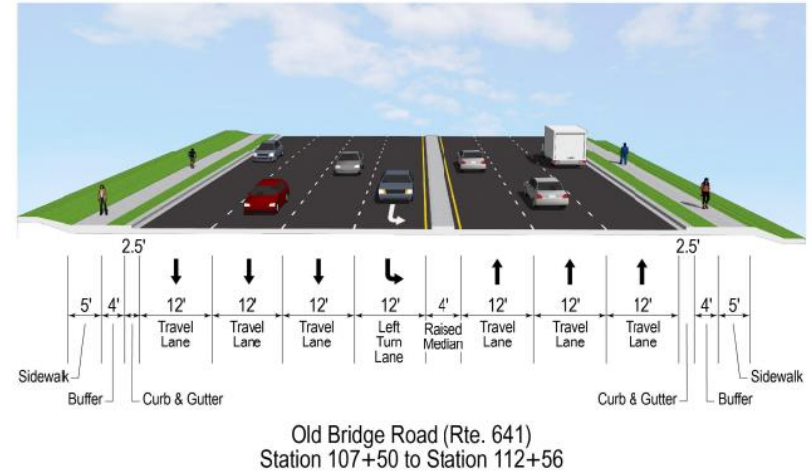 2.5' 2.5'
5' 4' 12' 12' 12' 12' 4' 12' 12' 12' 4' 5'
Travel Lane
Travel Lane
Travel Lane
Left Turn Lane
Raised Median
Travel Lane
Travel Lane
Travel Lane
Sidewalk
Buffer
Curb & Gutter
Curb & Gutter
Buffer
Sidewalk
Old Bridge Road (Rte. 641)
Station 107+50 to Station 112+56